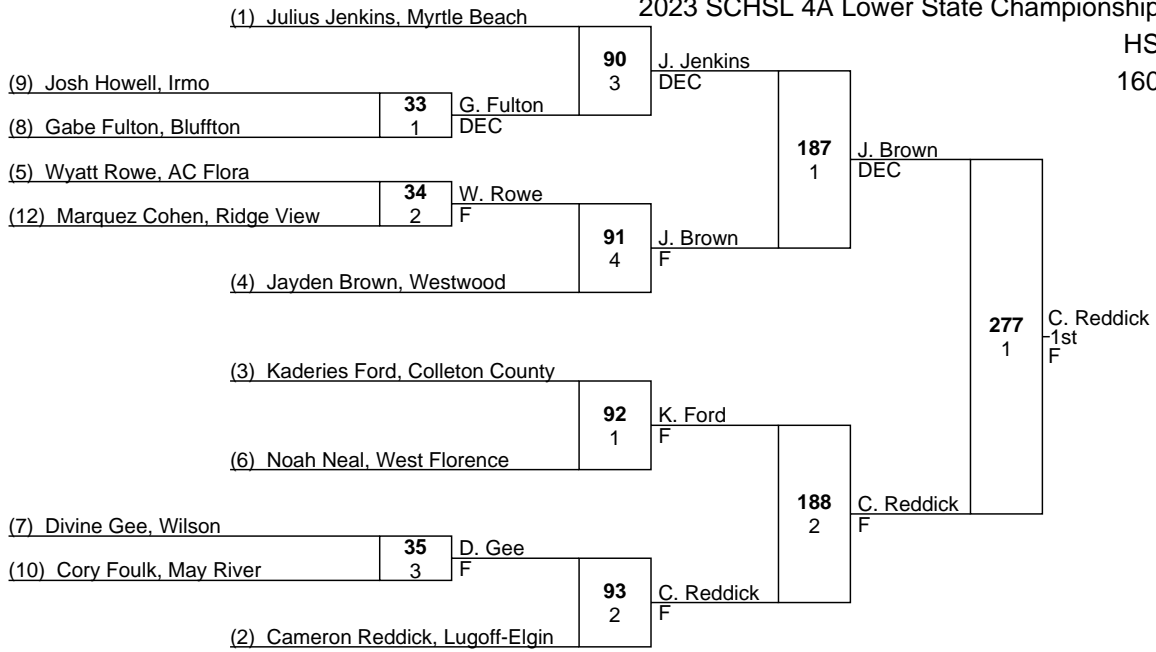 2023 SCHSL 4A Lower State Championship
HS
160
(1) Julius Jenkins, Myrtle Beach
90
3
J. Jenkins
DEC
(9) Josh Howell, Irmo
33
1
G. Fulton
DEC
(8) Gabe Fulton, Bluffton
187
1
J. Brown
DEC
(5) Wyatt Rowe, AC Flora
34
2
W. Rowe
F
(12) Marquez Cohen, Ridge View
91
4
J. Brown
F
(4) Jayden Brown, Westwood
277
1
C. Reddick
1st
F
(3) Kaderies Ford, Colleton County
92
1
K. Ford
F
(6) Noah Neal, West Florence
188
2
C. Reddick
F
(7) Divine Gee, Wilson
35
3
D. Gee
F
(10) Cory Foulk, May River
93
2
C. Reddick
F
(2) Cameron Reddick, Lugoff-Elgin